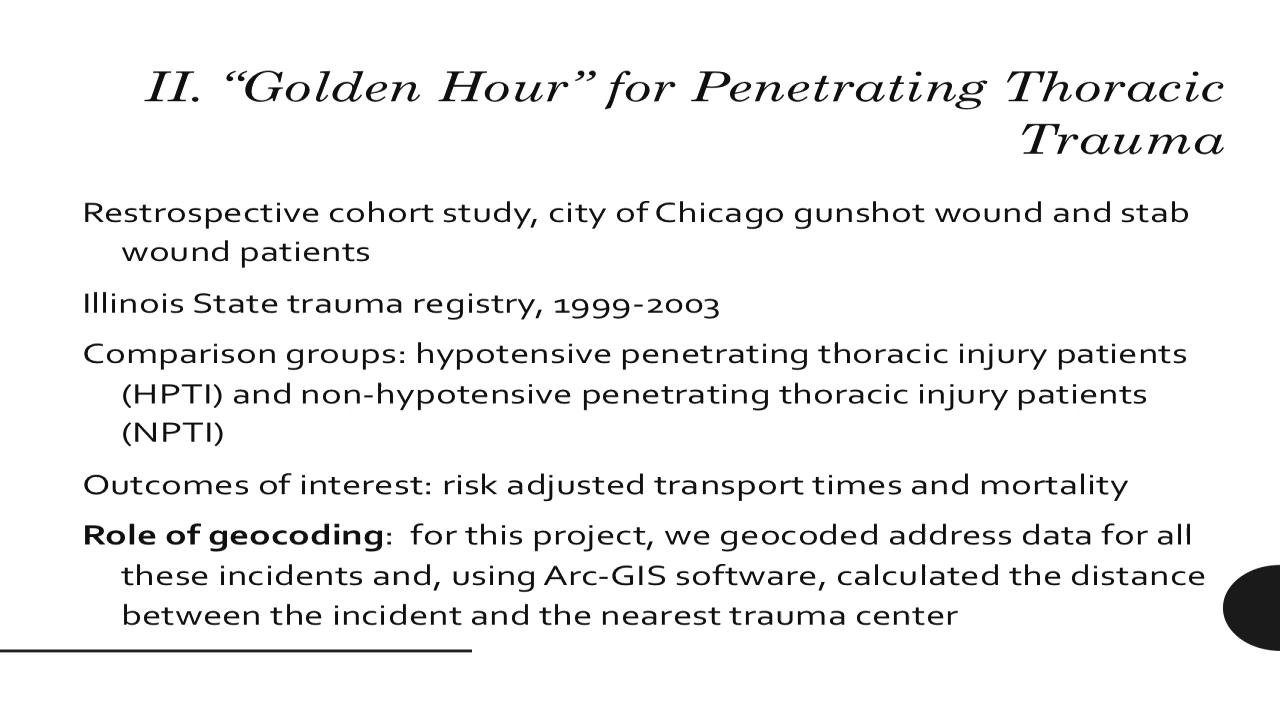 II. “Golden Hour” for Penetrating Thoracic
Trauma
Restrospective cohort study, city of Chicago gunshot wound and stab
wound patients
Illinois State trauma registry, 1999-2003
Comparison groups: hypotensive penetrating thoracic injury patients
(HPTI) and non-hypotensive penetrating thoracic injury patients
(NPTI)
Outcomes of interest: risk adjusted transport times and mortality
Role of geocoding:  for this project, we geocoded address data for all
these incidents and, using Arc-GIS software, calculated the distance
between the incident and the nearest trauma center